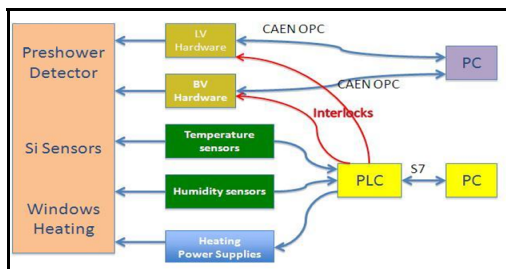 Preshower
Detector
Si Sensors
Windows
Heating
LV
Hardware
CAEN OPC
PC
BV
Hardware
CAEN OPC
Interlocks
Temperature
sensors
Humidity sensors
PLC
S7
PC
Heating
Power Supplies